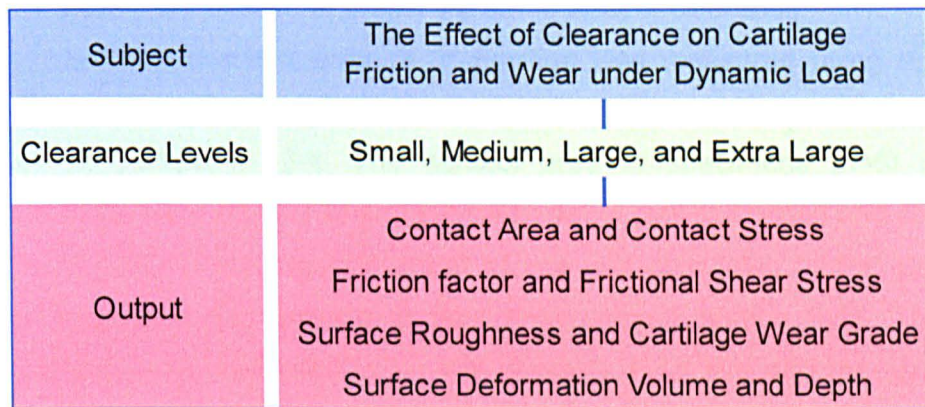 Subject
The Effect of Clearance on Cartilage
Friction and Wear under Dynamic Load
Clearance Levels
Small, Medium, Large, and Extra Large
Output
Contact Area and Contact Stress
Friction factor and Frictional Shear Stress
Surface Roughness and Cartilage Wear Grade
Surface Deformation Volume and Depth